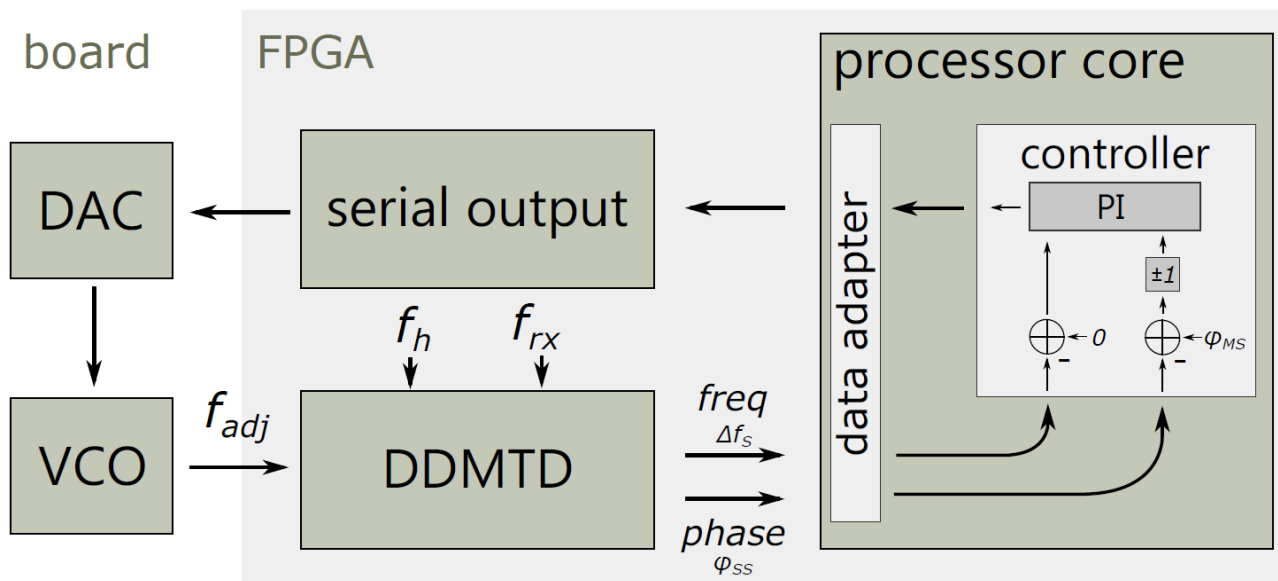 board
FPGA
processor core
controller
PI
±1
0
φMS
–
–
data adapter
DAC
serial output
fh
frx
VCO
fadj
DDMTD
freq
ΔfS
phase
φSS